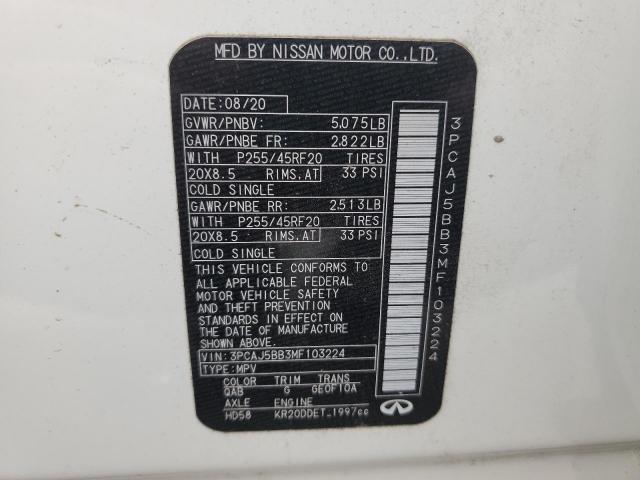 MFD BY NISSAN MOTOR CO.,LTD.
DATE:08/20
GVWR/PNBV: 5,075LB
GAWR/PNBE FR: 2,822LB
WITH P255/45RF20 TIRES
20X8.5 RIMS.AT 33 PSI
COLD SINGLE
GAWR/PNBE RR: 2,513LB
WITH P255/45RF20 TIRES
20X8.5 RIMS.AT 33 PSI
COLD SINGLE
THIS VEHICLE CONFORMS TO
ALL APPLICABLE FEDERAL
MOTOR VEHICLE SAFETY
AND THEFT PREVENTION
STANDARDS IN EFFECT ON
THE DATE OF MANUFACTURE
SHOWN ABOVE.
VIN:3PCAJ5BB3MF103224
TYPE:MPV
COLOR TRIM TRANS
QAB G GE0F10A
AXLE ENGINE
HD58 KR20DDET_1997cc
3PCAJ5BB3MF103224